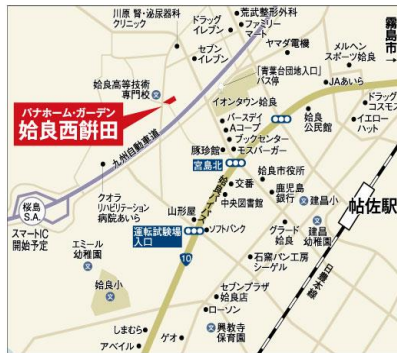 川原 腎・泌尿器科
クリニック
ドラッグ
イレブン
荒武整形外科
ファミリー
マート
ヤマダ電機
霧島市
セブン
イレブン
メルヘン
スポーツ姶良
姶良高等技術
専門校
「青葉台団地入口」
バス停
JAあいら
ドラッグ
コスモス
パナホーム・ガーデン
姶良西餠田
イオンタウン姶良
姶良
公民館
イエロー
ハット
バースデイ
Aコープ
ブックセンター
モスバーガー
豚珍館
宮島北
九州自動車道
姶良市役所
交番
中央図書館
鹿児島
銀行
建昌小
帖佐駅
桜島
S.A.
スマートIC
開始予定
クオラ
リハビリテーション
病院あいら
姶良バイパス
山形屋
建昌
幼稚園
運転試験場
入口
ソフトバンク
グラード
姶良
エミール
幼稚園
10
石窯パン工房
シーゲル
日豊本線
姶良小
セブンプラザ
姶良店
ローソン
しまむら
アベイル
ゲオ
興教寺
保育園
文
文
文
文
文